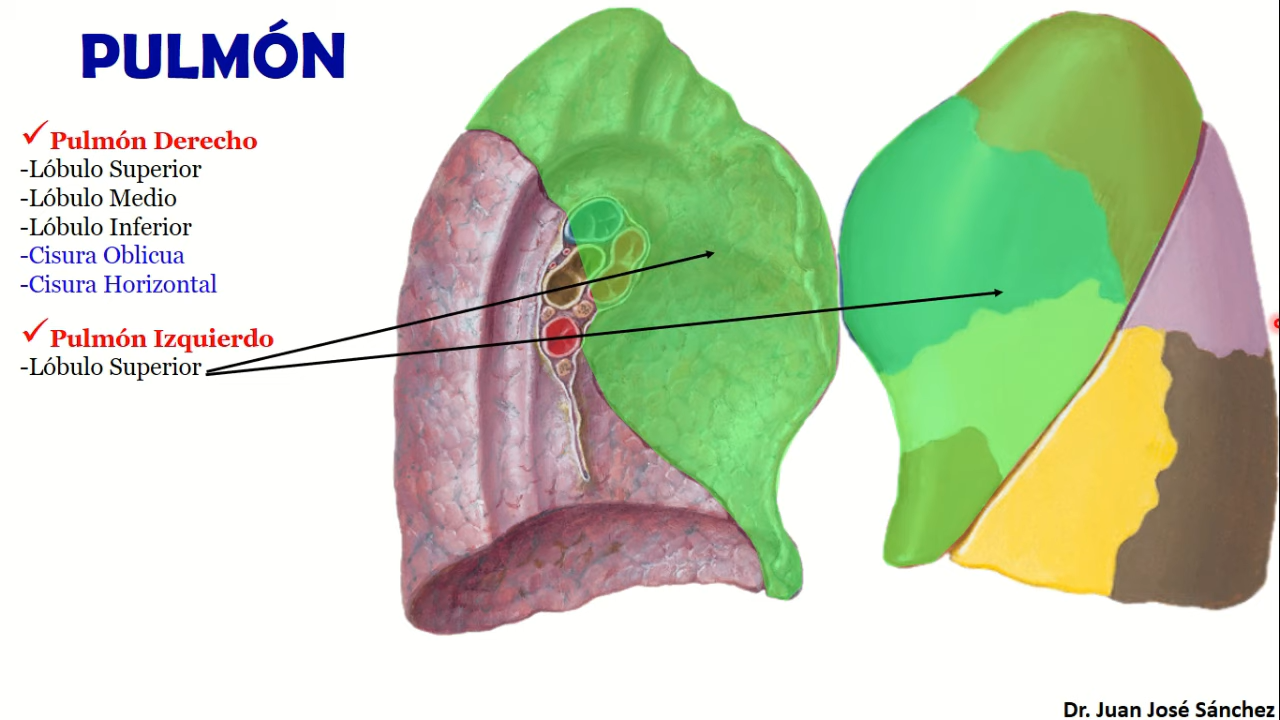 PULMÓN
✓Pulmón Derecho
-Lóbulo Superior
-Lóbulo Medio
-Lóbulo Inferior
-Cisura Oblicua
-Cisura Horizontal
✓Pulmón Izquierdo
-Lóbulo Superior
Dr. Juan José Sánchez